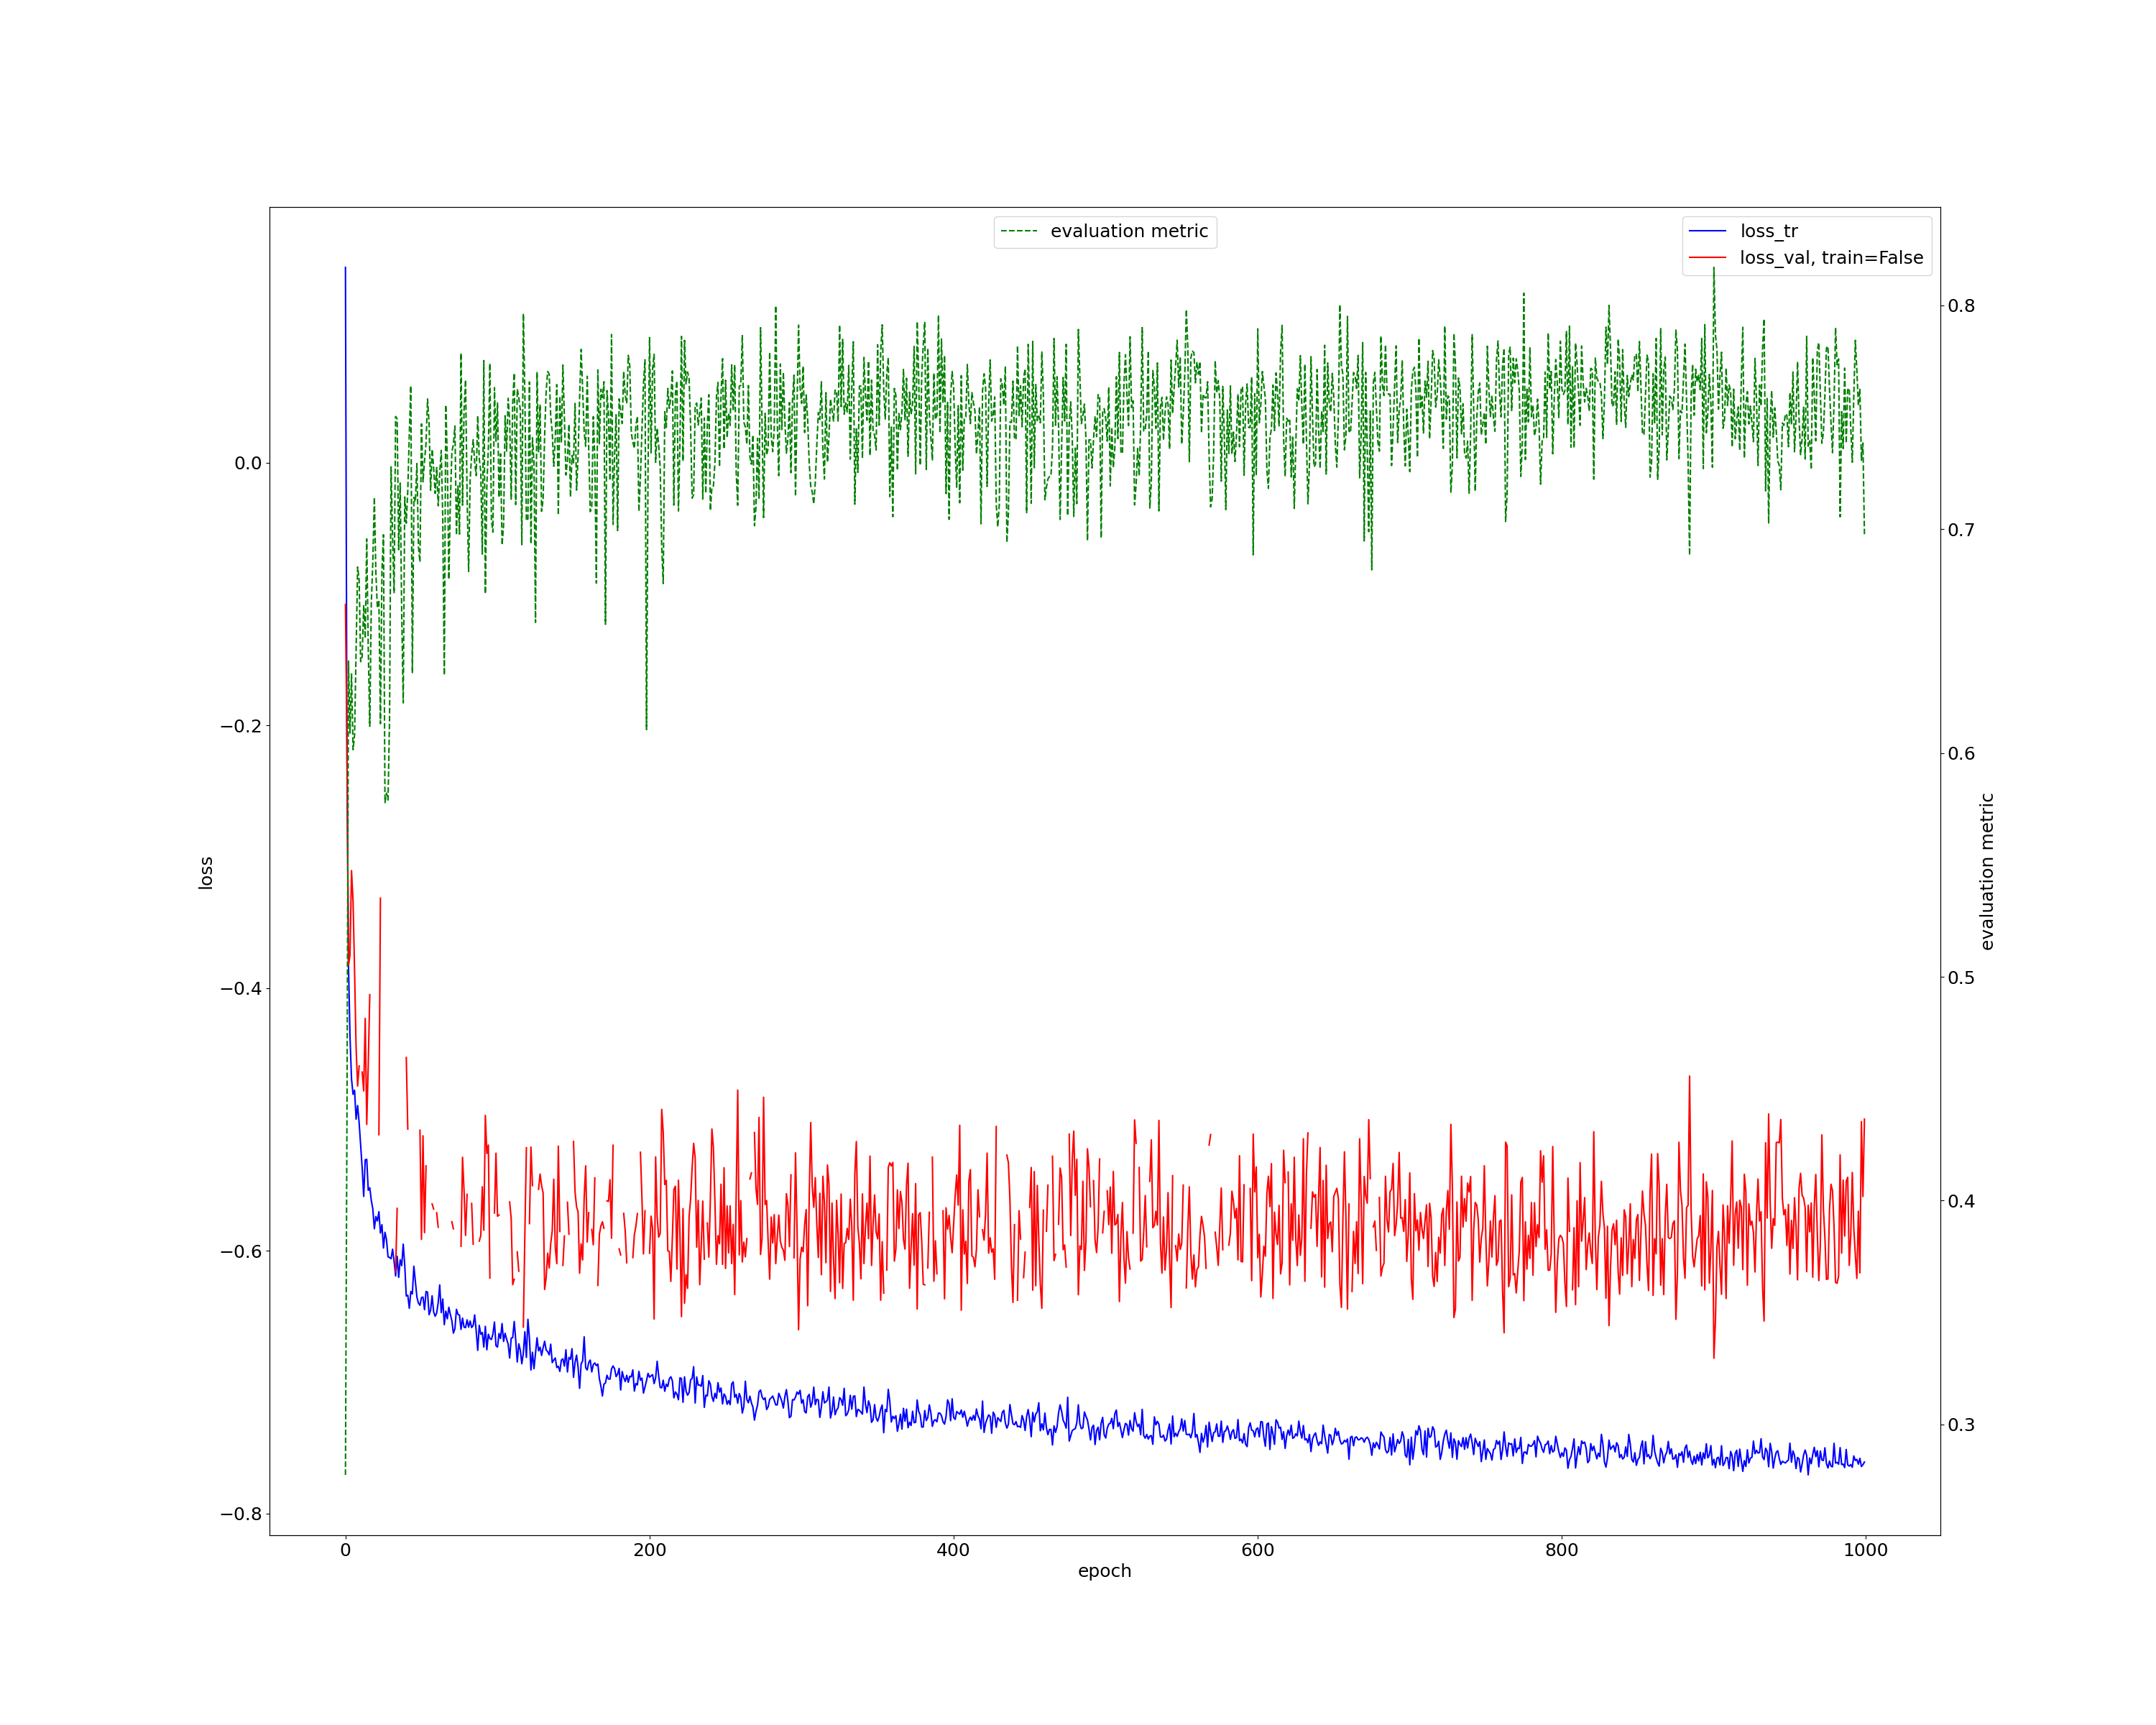 evaluation metric
loss_tr
loss_val, train=False
0.0
−0.2
−0.4
−0.6
−0.8
loss
0.8
0.7
0.6
0.5
0.4
0.3
evaluation metric
0 200 400 600 800 1000
epoch